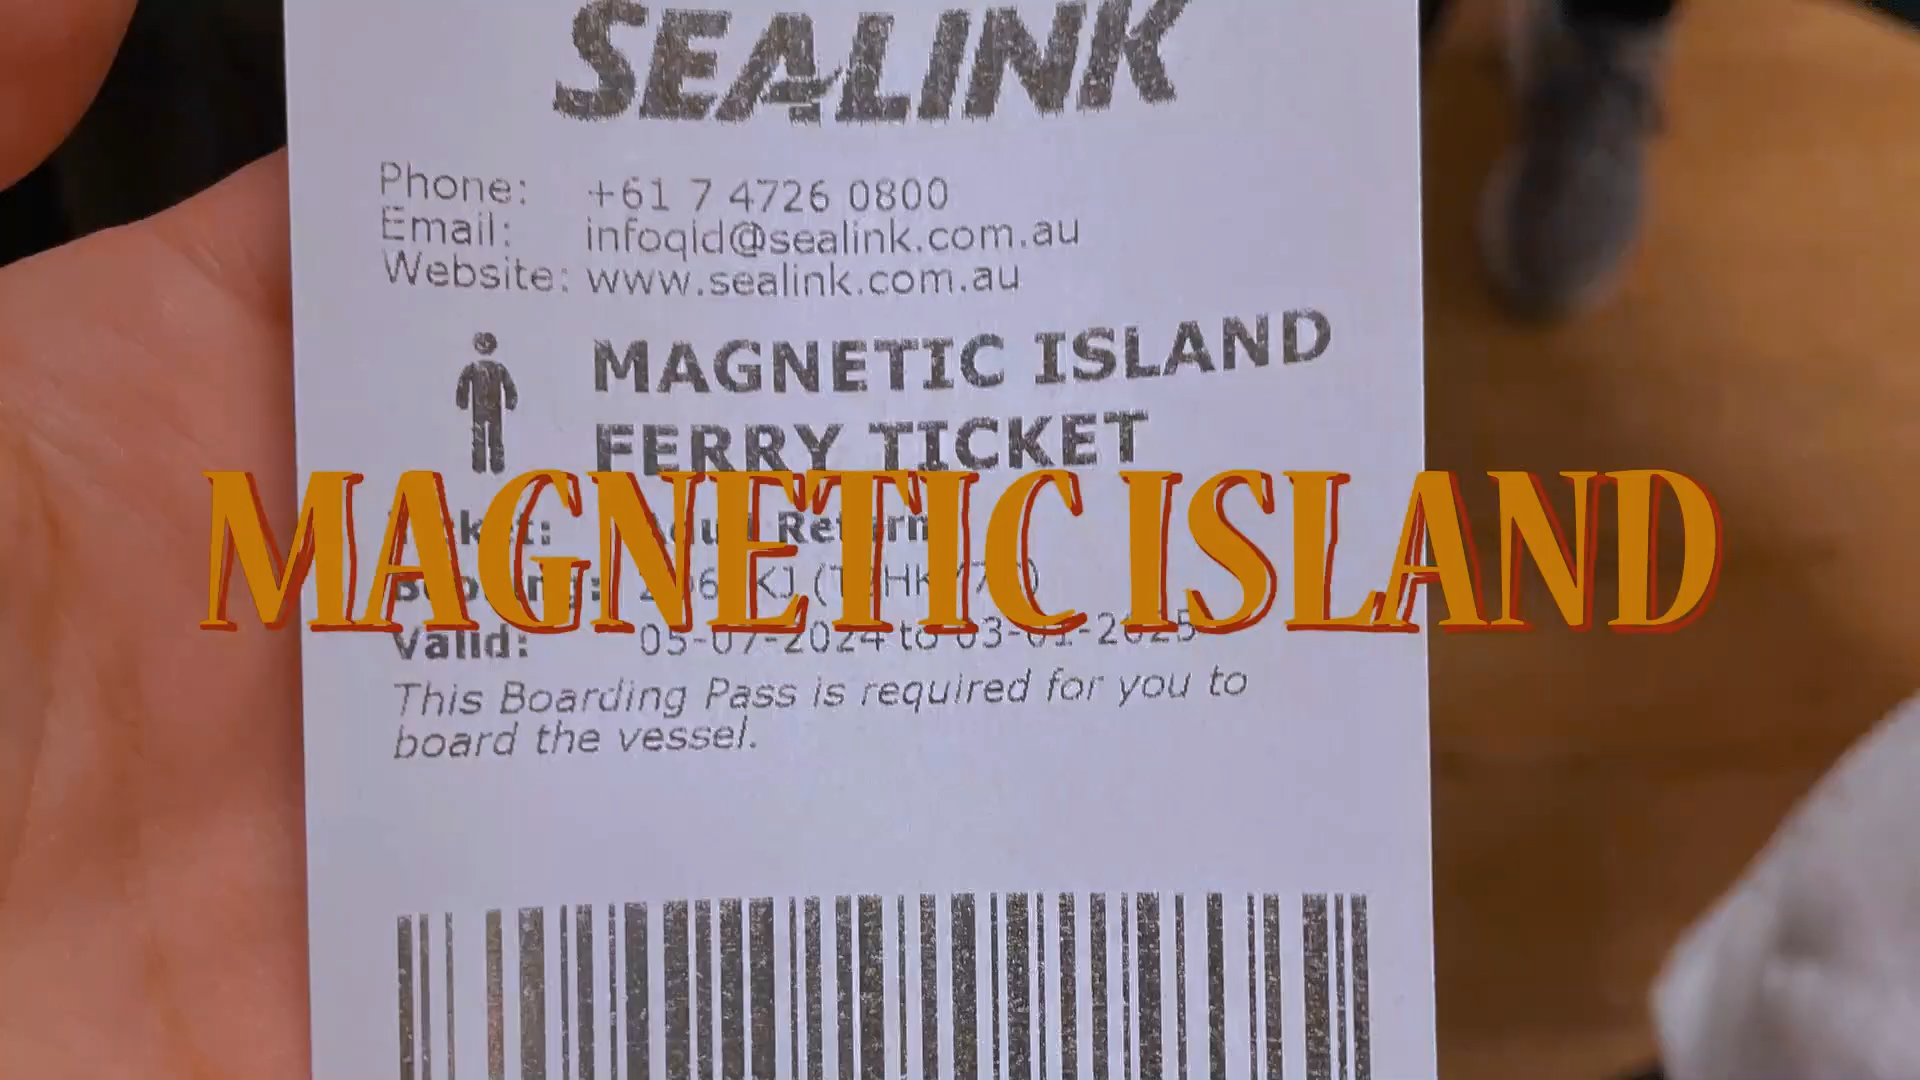 SEALINK
Phone: +61 7 4726 0800
Email: infoqld@sealink.com.au
Website: www.sealink.com.au
MAGNETIC ISLAND
FERRY TICKET
MAGNETIC ISLAND
Valid: 05-07-2024 to 03-01-2025
This Boarding Pass is required for you to
board the vessel.